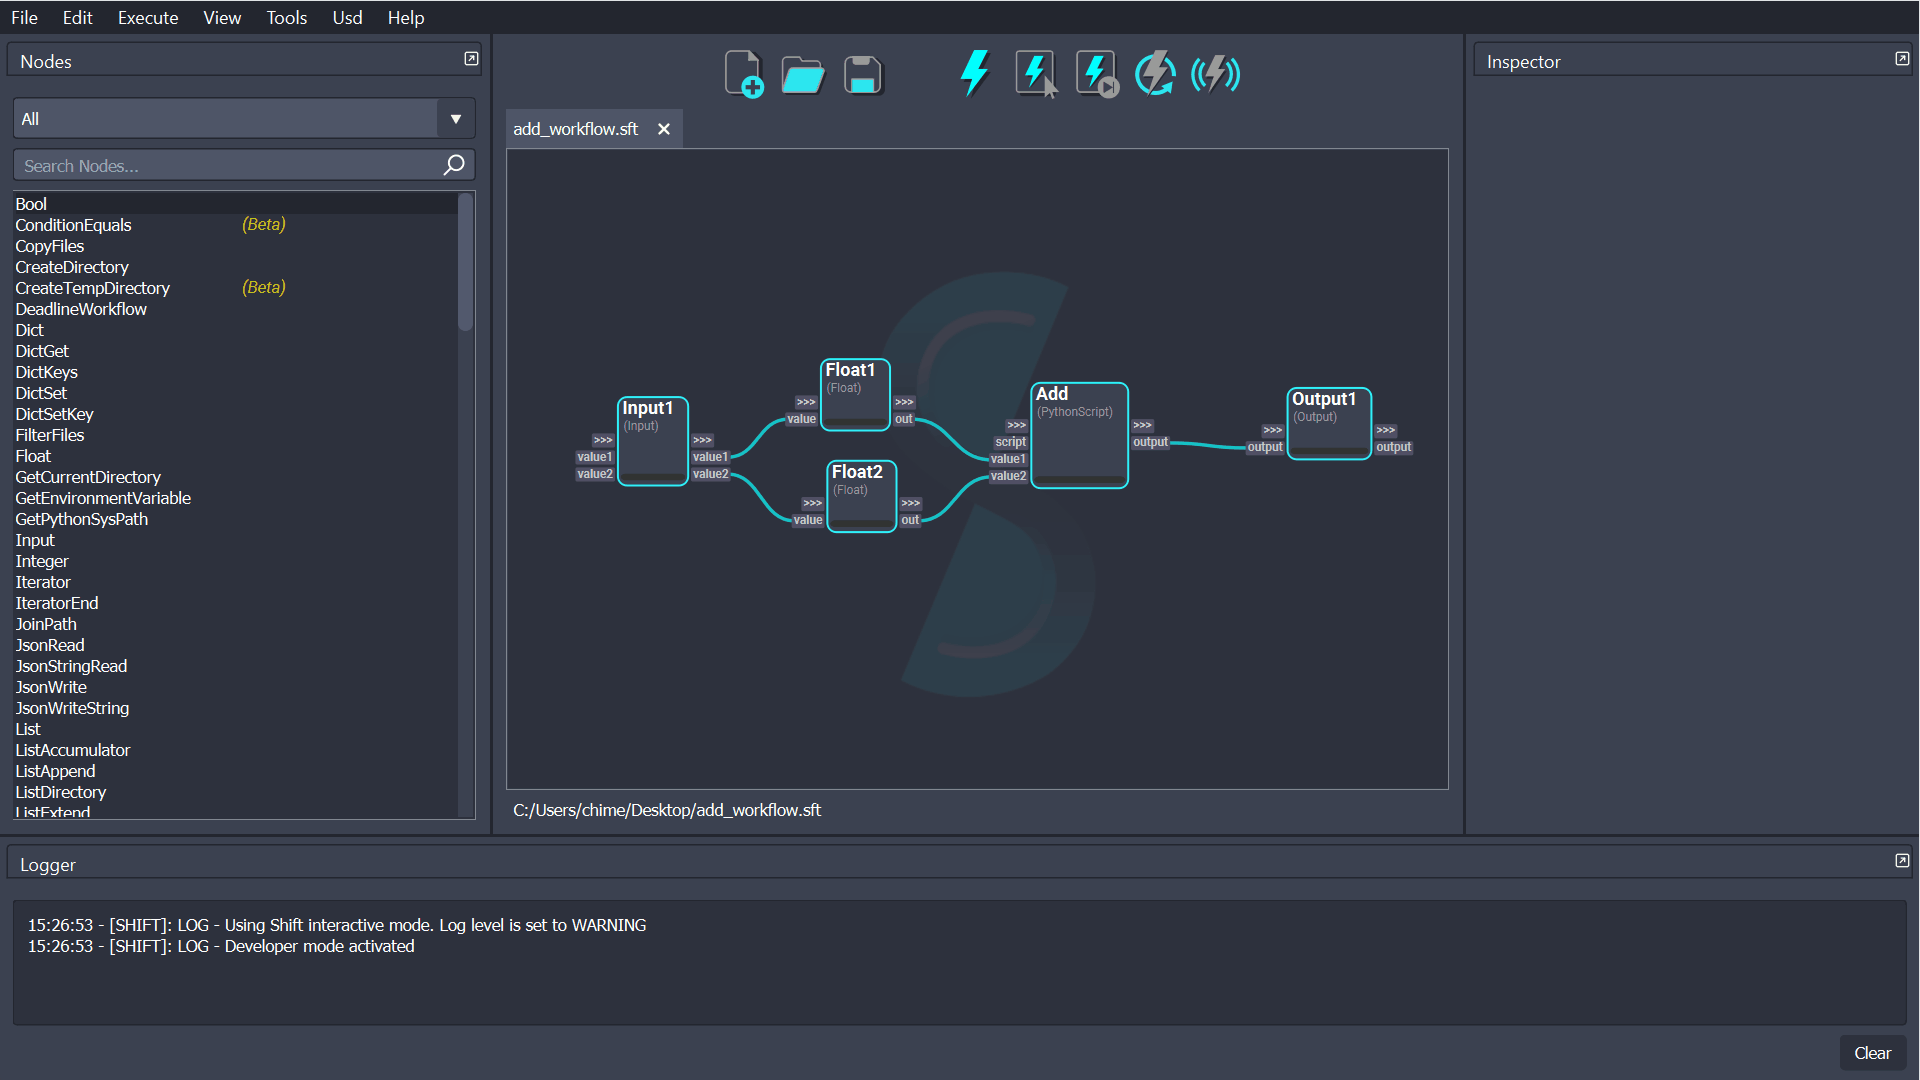 File Edit Execute View Tools Usd Help
Nodes
All
Search Nodes...
Bool
ConditionEquals (Beta)
CopyFiles
CreateDirectory
CreateTempDirectory (Beta)
DeadlineWorkflow
Dict
DictGet
DictKeys
DictSet
DictSetKey
FilterFiles
Float
GetCurrentDirectory
GetEnvironmentVariable
GetPythonSysPath
Input
Integer
Iterator
IteratorEnd
JoinPath
JsonRead
JsonStringRead
JsonWrite
JsonWriteString
List
ListAccumulator
ListAppend
ListDirectory
ListExtend
add_workflow.sft
Input1
(Input)
>>> >>>
value1 value1
value2 value2
Float1
(Float)
>>> >>>
value out
Float2
(Float)
>>> >>>
value out
Add
(PythonScript)
>>> >>>
script output
value1
value2
Output1
(Output)
>>> >>>
output output
C:/Users/chime/Desktop/add_workflow.sft
Inspector
Logger
15:26:53 - [SHIFT]: LOG - Using Shift interactive mode. Log level is set to WARNING
15:26:53 - [SHIFT]: LOG - Developer mode activated
Clear